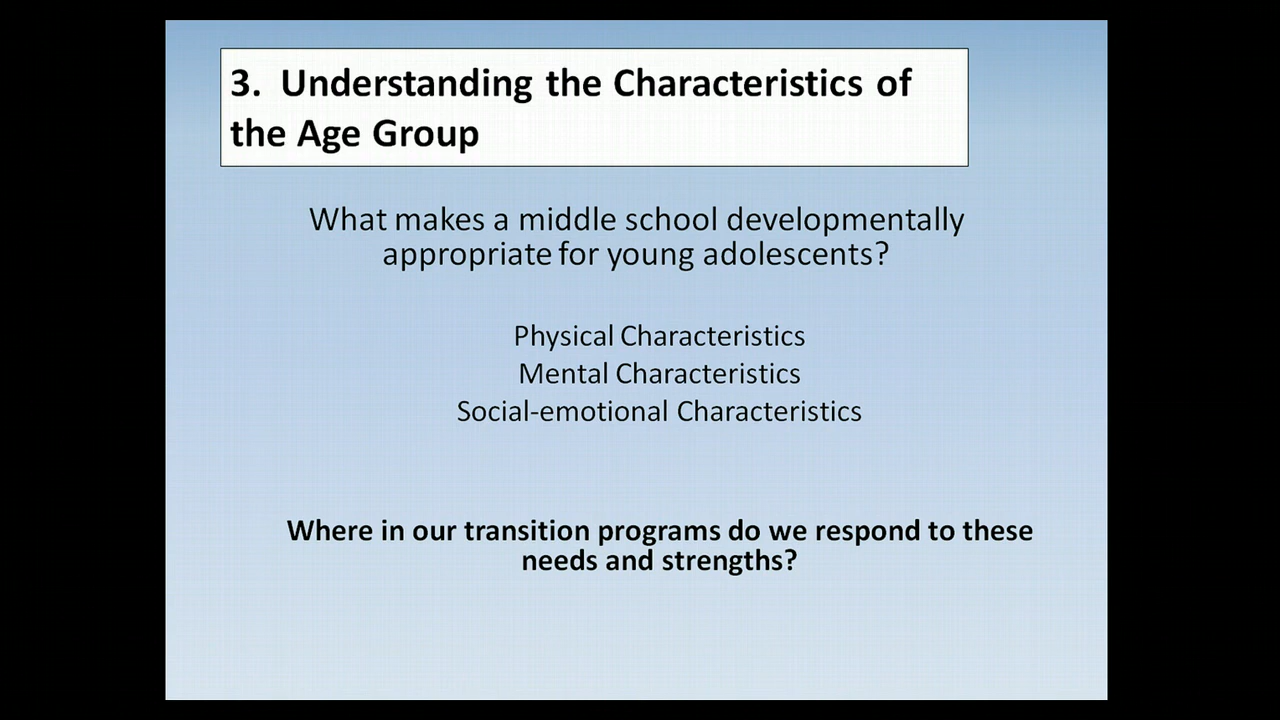 3. Understanding the Characteristics of
the Age Group
What makes a middle school developmentally
appropriate for young adolescents?
Physical Characteristics
Mental Characteristics
Social-emotional Characteristics
Where in our transition programs do we respond to these
needs and strengths?